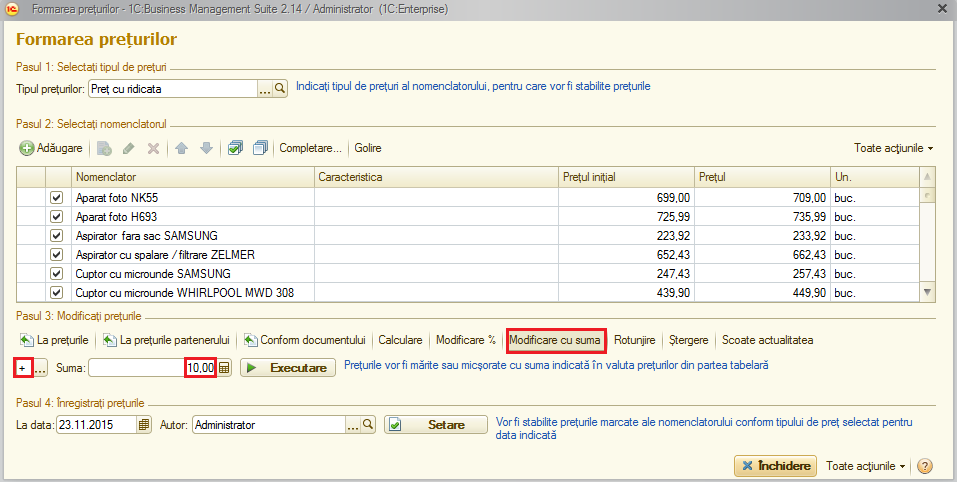 Formarea prețurilor - 1C:Business Management Suite 2.14 / Administrator (1C:Enterprise)
Formarea prețurilor
Pasul 1: Selectați tipul de prețuri
Tipul prețurilor: Preț cu ridicata ... Indicați tipul de prețuri al nomenclatorului, pentru care vor fi stabilite prețurile
Pasul 2: Selectați nomenclatorul
Adăugare Completare... Golire Toate acțiunile
Nomenclator Caracteristica Prețul inițial Prețul Un.
Aparat foto NK55 699,00 709,00 buc.
Aparat foto H693 725,99 735,99 buc.
Aspirator fara sac SAMSUNG 223,92 233,92 buc.
Aspirator cu spalare / filtrare ZELMER 652,43 662,43 buc.
Cuptor cu microunde SAMSUNG 247,43 257,43 buc.
Cuptor cu microunde WHIRLPOOL MWD 308 439,90 449,90 buc.
Pasul 3: Modificați prețurile
La prețurile La prețurile partenerului Conform documentului Calculare Modificare % Modificare cu suma Rotunjire Ștergere Scoate actualitatea
+ ... Suma: 10,00 Executare Prețurile vor fi mărite sau micșorate cu suma indicată în valuta prețurilor din partea tabelară
Pasul 4: Înregistrați prețurile
La data: 23.11.2015 Autor: Administrator ... Setare Vor fi stabilite prețurile marcate ale nomenclatorului conform tipului de preț selectat pentru
data indicată
Închidere Toate acțiunile ?